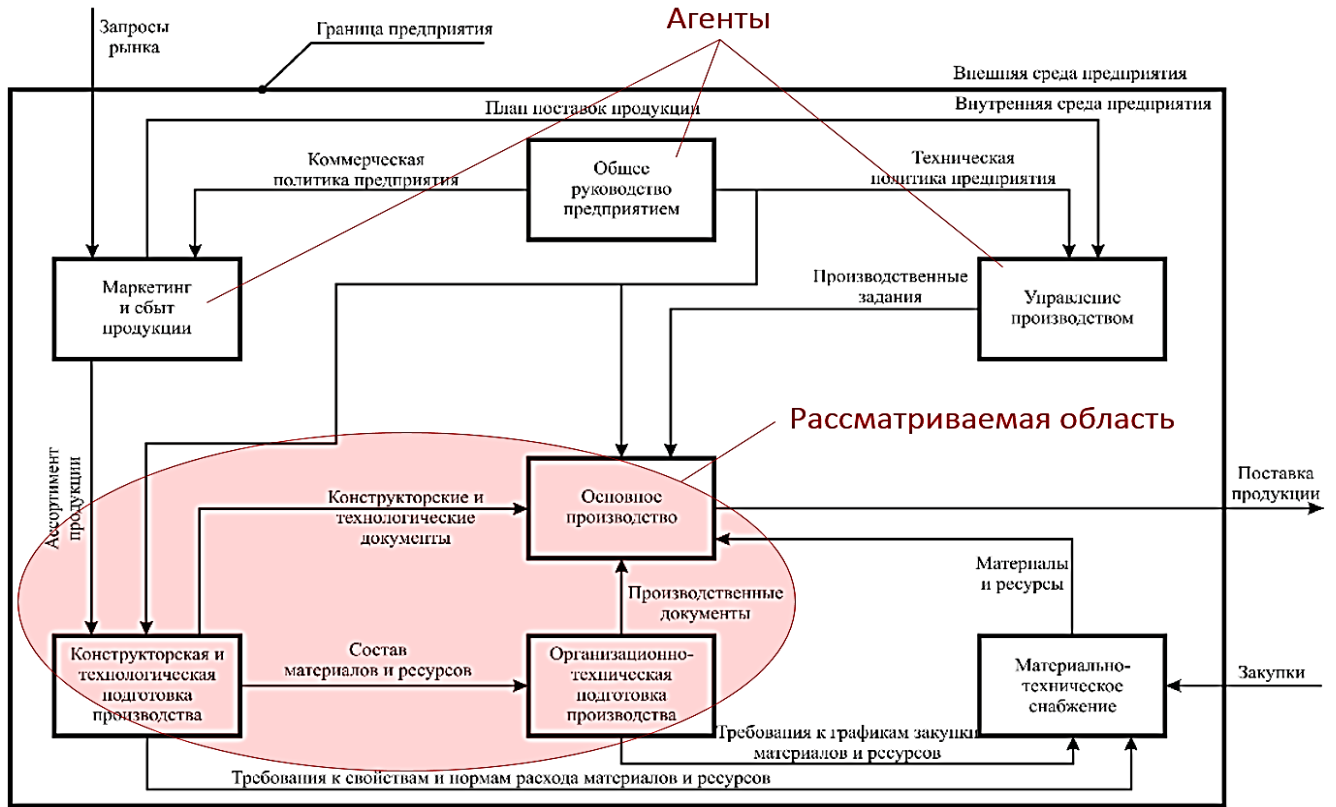 Агенты
Запросы
рынка
Граница предприятия
Внешняя среда предприятия
План поставок продукции
Внутренняя среда предприятия
Коммерческая
политика предприятия
Общее
руководство
предприятием
Техническая
политика предприятия
Маркетинг
и сбыт
продукции
Производственные
задания
Управление
производством
Рассматриваемая область
Ассортимент
продукции
Конструкторские и
технологические
документы
Основное
производство
Поставка
продукции
Производственные
документы
Материалы
и ресурсы
Конструкторская и
технологическая
подготовка
производства
Состав
материалов и ресурсов
Организационно-
техническая
подготовка
производства
Материально-
техническое
снабжение
Закупки
Требования к графикам закупки
материалов и ресурсов
Требования к свойствам и нормам расхода материалов и ресурсов